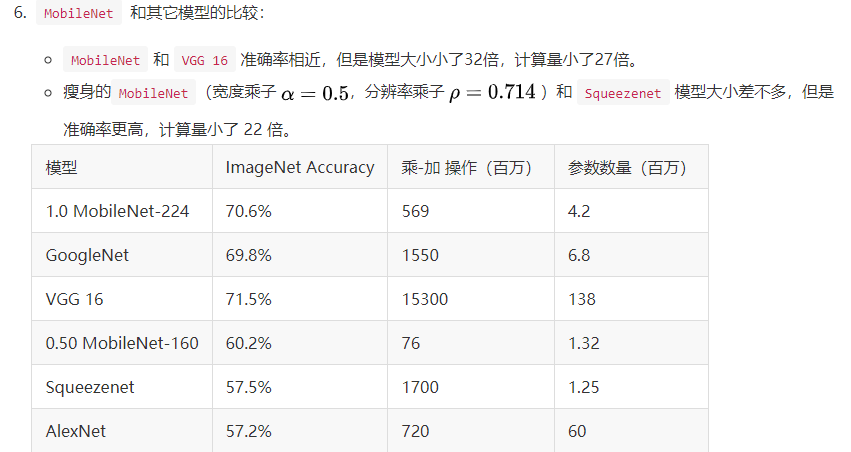 6. MobileNet 和其它模型的比较：
MobileNet 和 VGG 16 准确率相近，但是模型大小小了32倍，计算量小了27倍。
瘦身的 MobileNet （宽度乘子 α = 0.5，分辨率乘子 ρ = 0.714 ）和 Squeezenet 模型大小差不多，但是
准确率更高，计算量小了 22 倍。
模型 ImageNet Accuracy 乘-加 操作（百万） 参数数量（百万）
1.0 MobileNet-224 70.6% 569 4.2
GoogleNet 69.8% 1550 6.8
VGG 16 71.5% 15300 138
0.50 MobileNet-160 60.2% 76 1.32
Squeezenet 57.5% 1700 1.25
AlexNet 57.2% 720 60